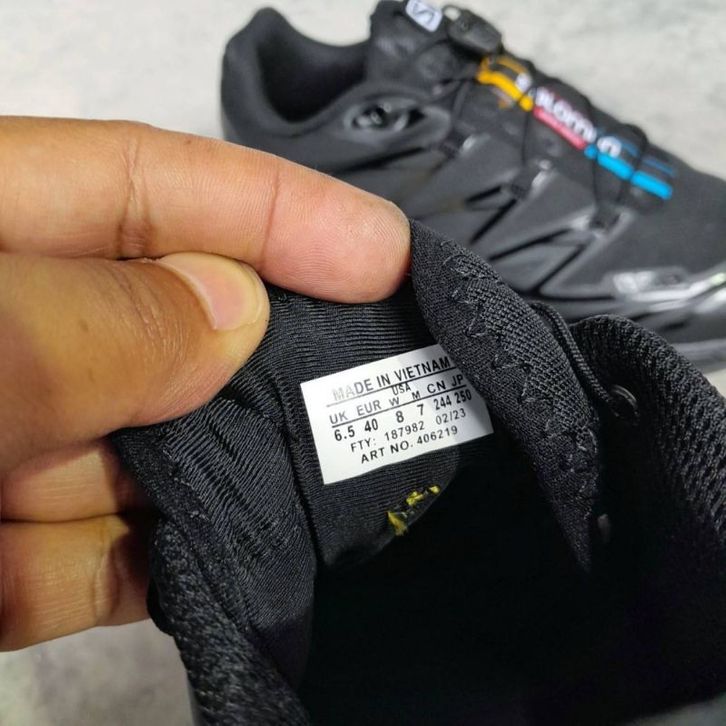 SALOMON
MADE IN VIETNAM
USA
UK EUR W M CN JP
6.5 40 8 7 244 250
FTY: 187982 02/23
ART NO. 406219